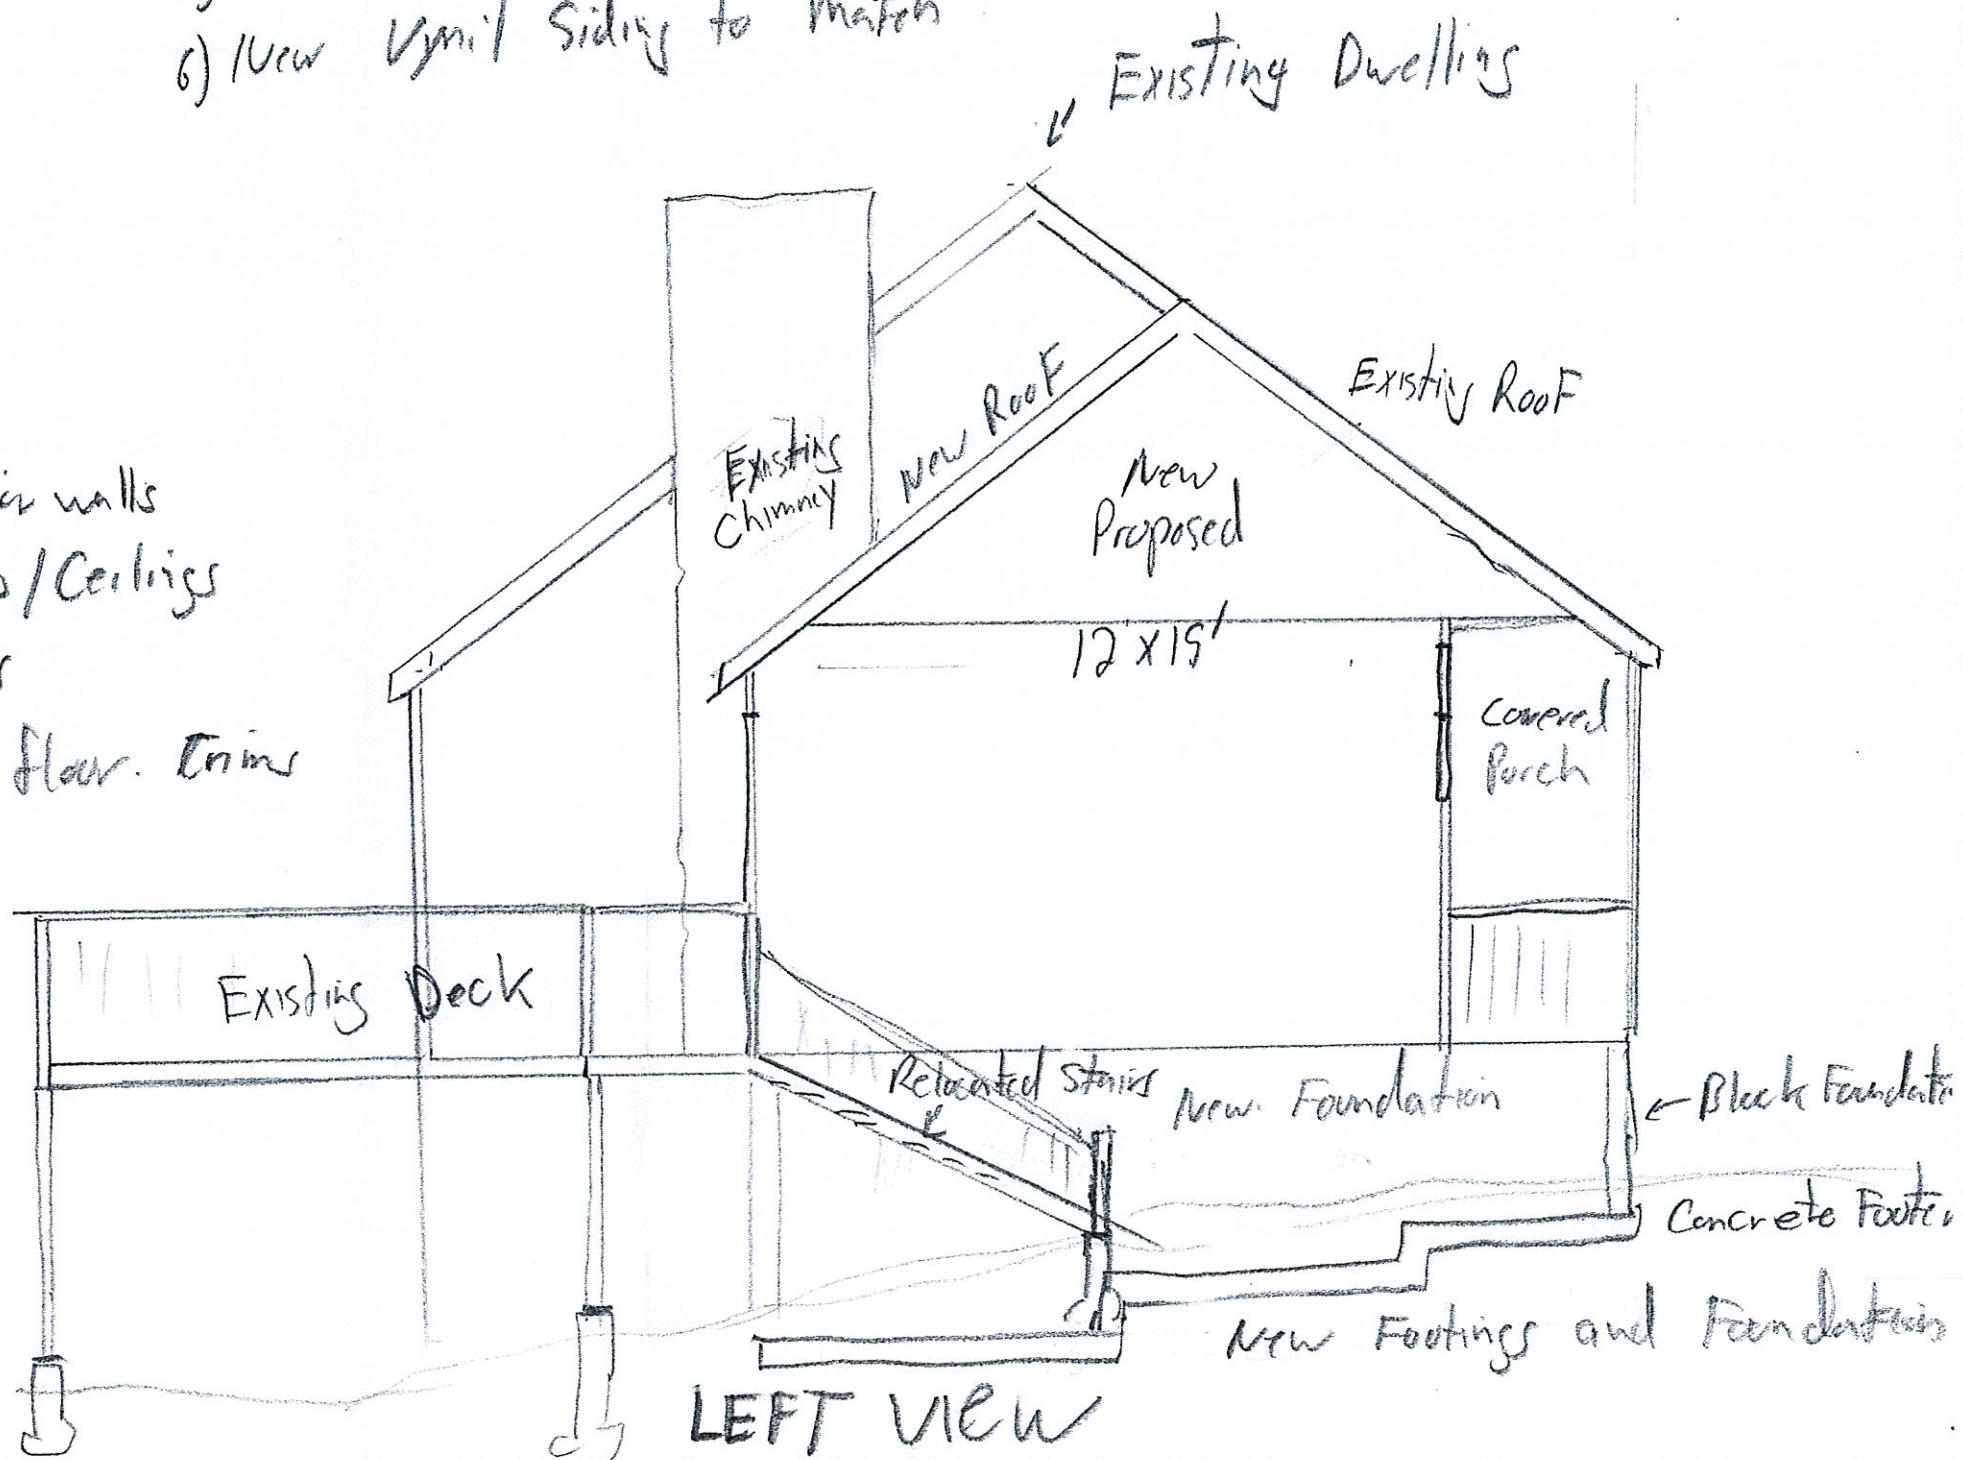 6) New Vynil Siding to Match
Existing Dwelling
Existing Roof
New Roof
Existing
Chimney
New
Proposed
12 x 15'
walls
/Ceilings
floor. Trims
Covered
Porch
Existing Deck
Relocated Stairs
New Foundation
Block
Concrete
New Footings and Foundation
LEFT VIEW